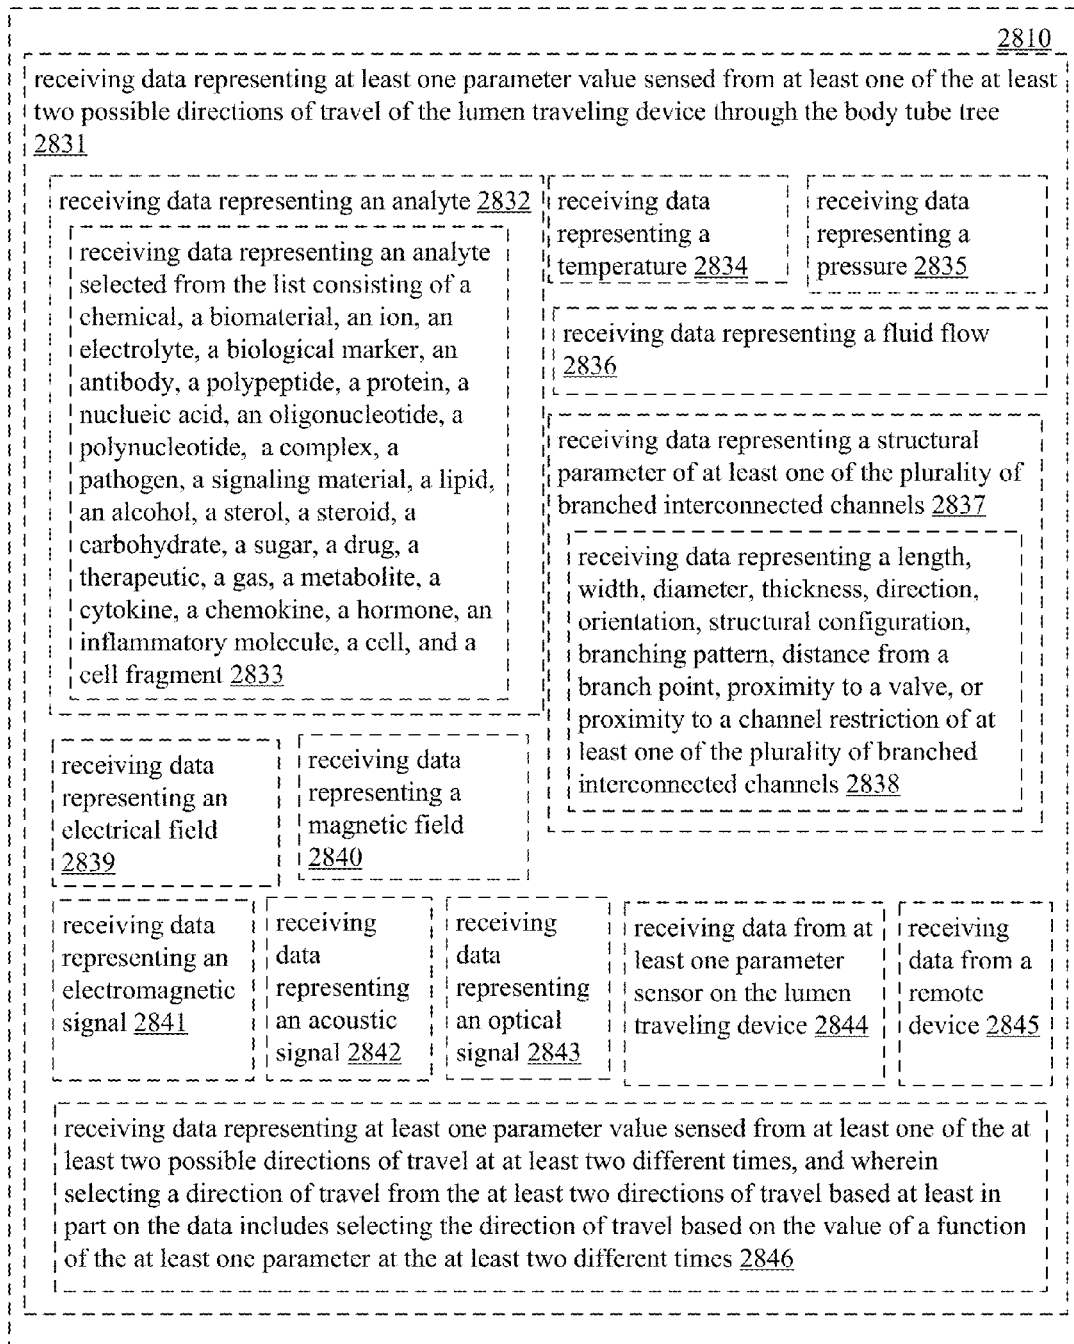 2810
receiving data representing at least one parameter value sensed from at least one of the at least
two possible directions of travel of the lumen traveling device through the body tube tree
2831
receiving data representing an analyte 2832
receiving data representing an analyte
selected from the list consisting of a
chemical, a biomaterial, an ion, an
electrolyte, a biological marker, an
antibody, a polypeptide, a protein, a
nuclueic acid, an oligonucleotide, a
polynucleotide, a complex, a
pathogen, a signaling material, a lipid,
an alcohol, a sterol, a steroid, a
carbohydrate, a sugar, a drug, a
therapeutic, a gas, a metabolite, a
cytokine, a chemokine, a hormone, an
inflammatory molecule, a cell, and a
cell fragment 2833
receiving data
representing a
temperature 2834
receiving data
representing a
pressure 2835
receiving data representing a fluid flow
2836
receiving data representing a structural
parameter of at least one of the plurality of
branched interconnected channels 2837
receiving data representing a length,
width, diameter, thickness, direction,
orientation, structural configuration,
branching pattern, distance from a
branch point, proximity to a valve, or
proximity to a channel restriction of at
least one of the plurality of branched
interconnected channels 2838
receiving data
representing an
electrical field
2839
receiving data
representing a
magnetic field
2840
receiving data
representing an
electromagnetic
signal 2841
receiving
data
representing
an acoustic
signal 2842
receiving
data
representing
an optical
signal 2843
receiving data from at
least one parameter
sensor on the lumen
traveling device 2844
receiving
data from a
remote
device 2845
receiving data representing at least one parameter value sensed from at least one of the at
least two possible directions of travel at at least two different times, and wherein
selecting a direction of travel from the at least two directions of travel based at least in
part on the data includes selecting the direction of travel based on the value of a function
of the at least one parameter at the at least two different times 2846